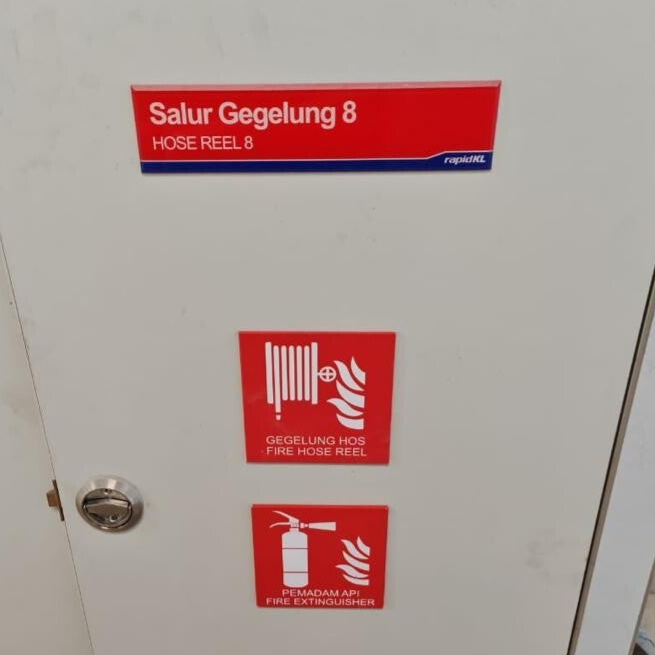 Salur Gegelung 8
HOSE REEL 8
rapidKL
GEGELUNG HOS
FIRE HOSE REEL
PEMADAM API
FIRE EXTINGUISHER